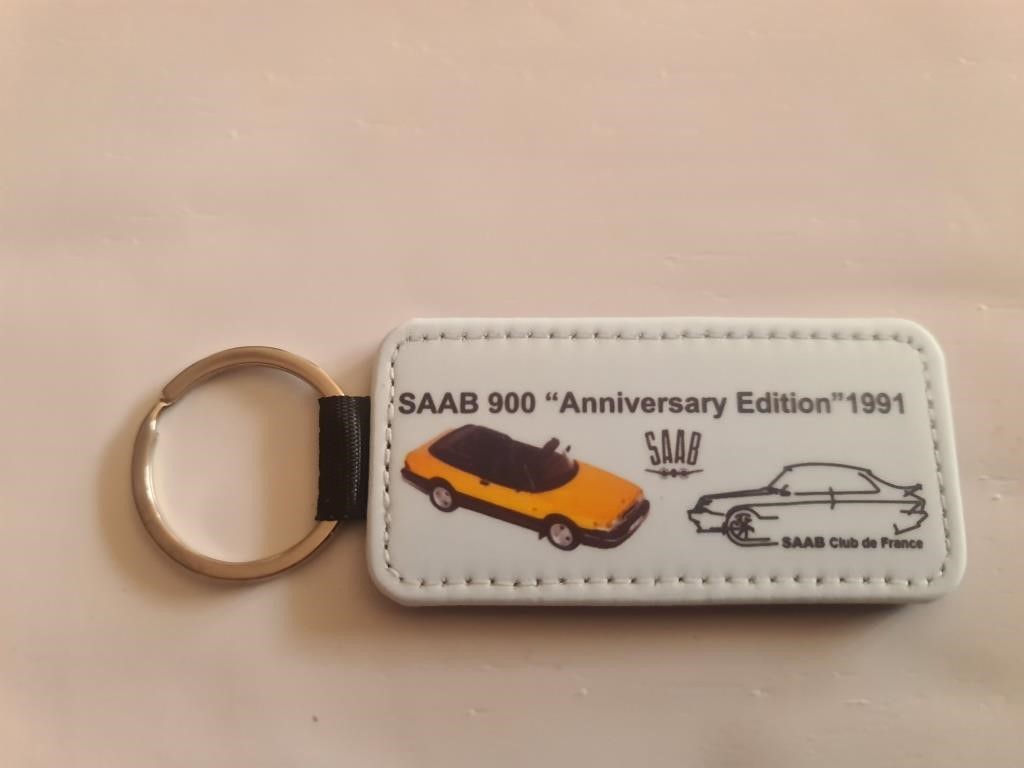 SAAB 900 “Anniversary Edition”1991
SAAB
SAAB Club de France